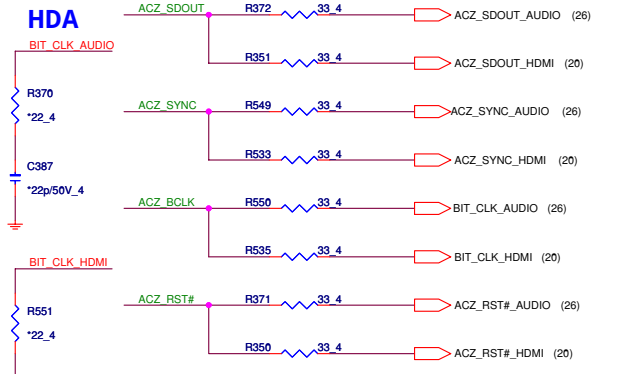 HDA
BIT_CLK_AUDIO
R370
*22_4
C387
*22p/50V_4
BIT_CLK_HDMI
R551
*22_4
ACZ_SDOUT R372 33_4 ACZ_SDOUT_AUDIO (26)
R351 33_4 ACZ_SDOUT_HDMI (20)
ACZ_SYNC R549 33_4 ACZ_SYNC_AUDIO (26)
R533 33_4 ACZ_SYNC_HDMI (20)
ACZ_BCLK R550 33_4 BIT_CLK_AUDIO (26)
R535 33_4 BIT_CLK_HDMI (20)
ACZ_RST# R371 33_4 ACZ_RST#_AUDIO (26)
R350 33_4 ACZ_RST#_HDMI (20)